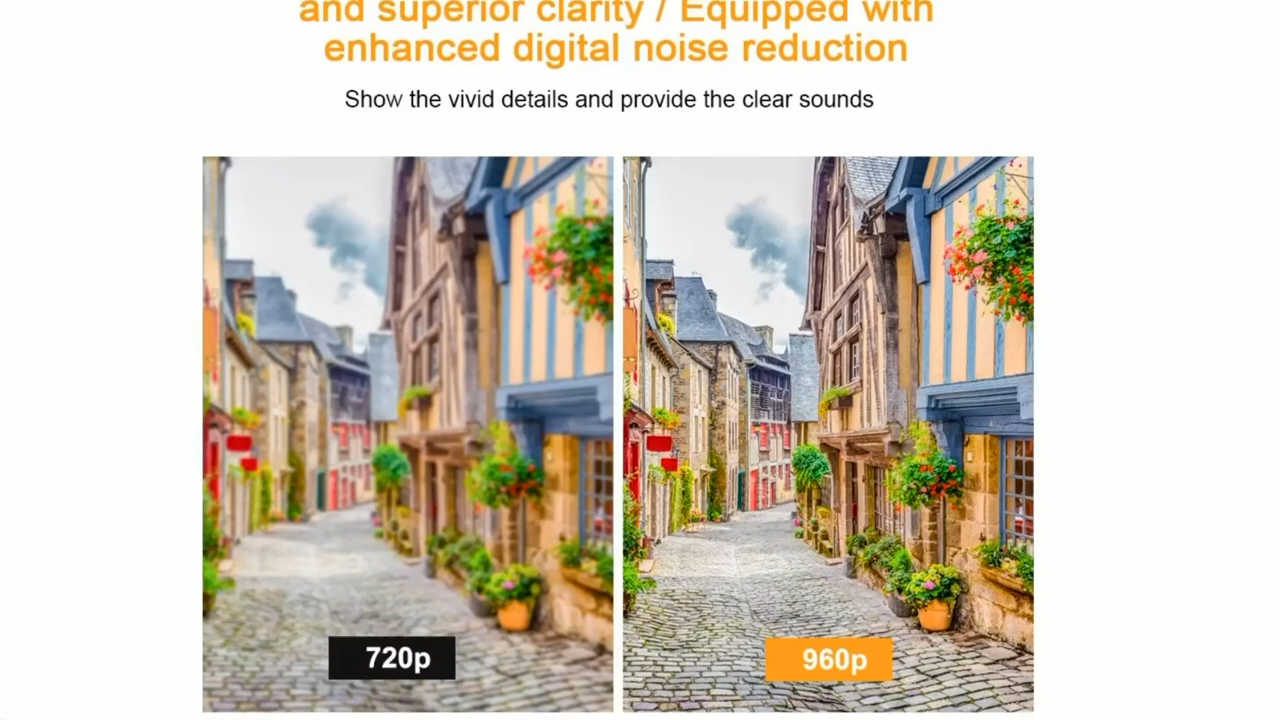 and superior clarity / Equipped with
enhanced digital noise reduction
Show the vivid details and provide the clear sounds
720p
960p